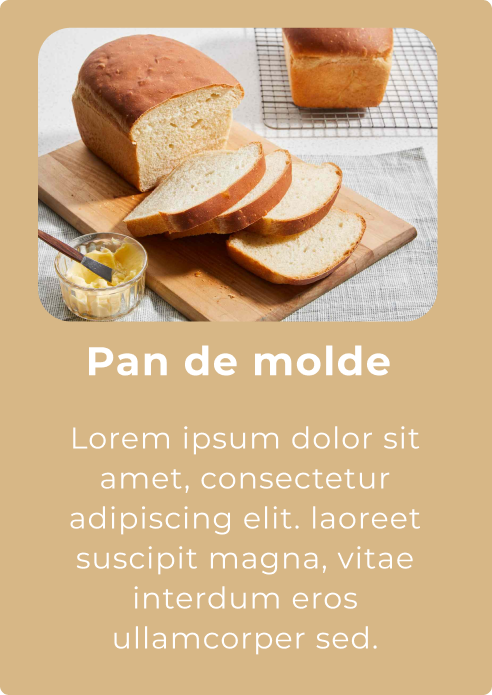 Pan de molde
Lorem ipsum dolor sit
amet, consectetur
adipiscing elit. laoreet
suscipit magna, vitae
interdum eros
ullamcorper sed.